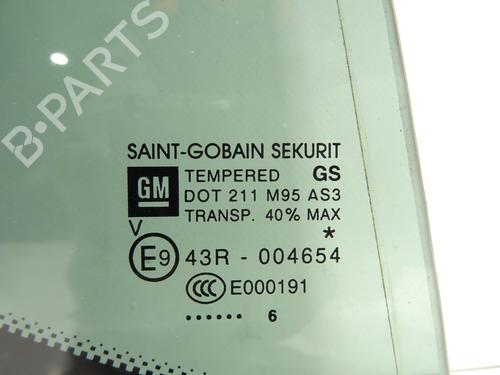 B-PARTS
SAINT-GOBAIN SEKURIT
GM TEMPERED GS
DOT 211 M95 AS3
TRANSP. 40% MAX
V *
E9 43R - 004654
CCC E000191
...... 6